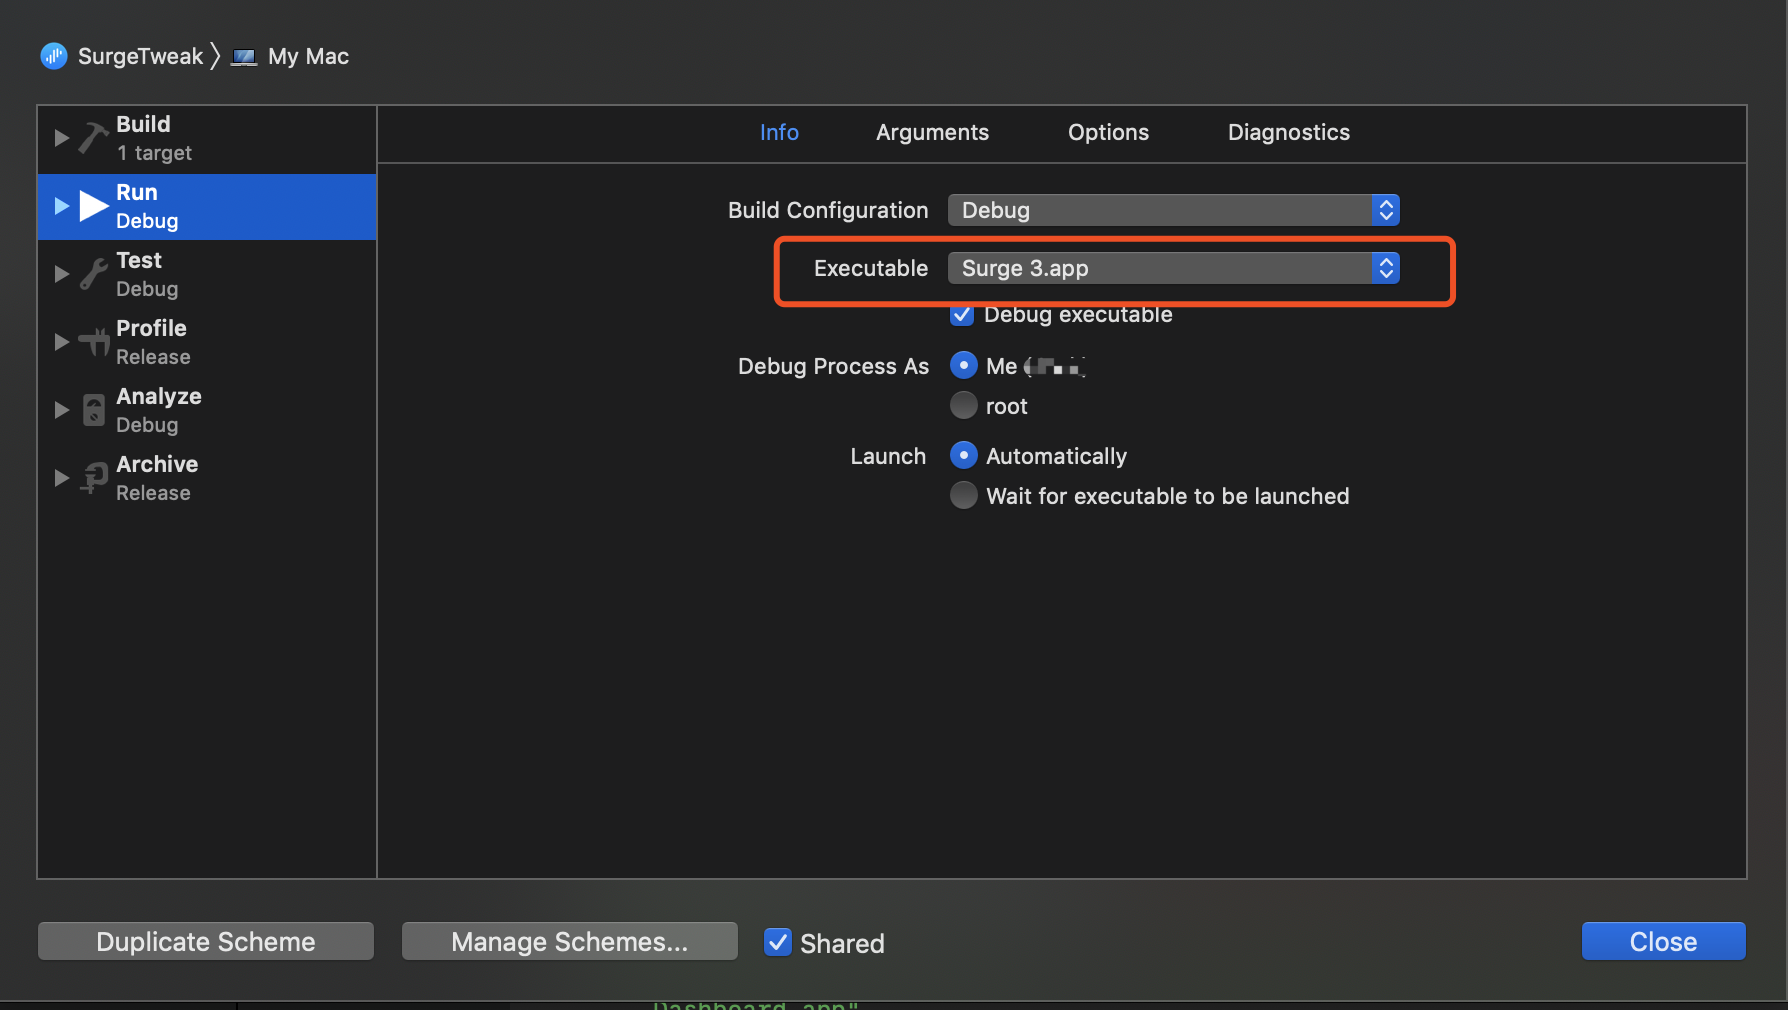 SurgeTweak My Mac
Build
1 target
Run
Debug
Test
Debug
Profile
Release
Analyze
Debug
Archive
Release
Info Arguments Options Diagnostics
Build Configuration Debug
Executable Surge 3.app
Debug executable
Debug Process As Me
root
Launch Automatically
Wait for executable to be launched
Duplicate Scheme Manage Schemes... Shared Close
Dashboard.app"